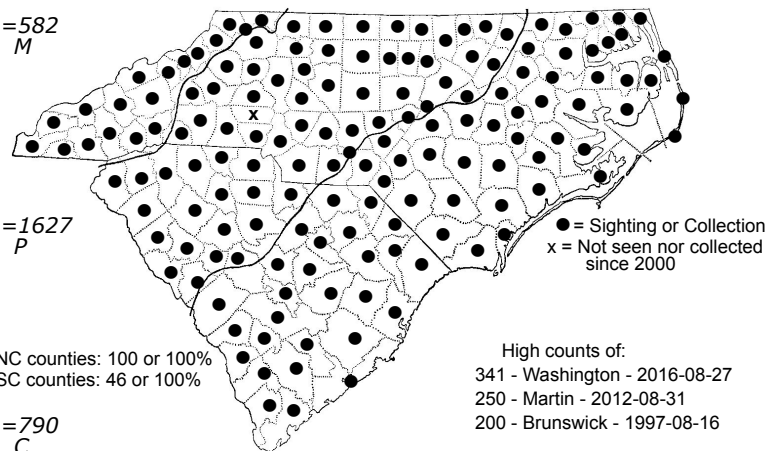 =582
M
=1627
P
=790
C
x
● = Sighting or Collection
x = Not seen nor collected
since 2000
NC counties: 100 or 100%
SC counties: 46 or 100%
High counts of:
341 - Washington - 2016-08-27
250 - Martin - 2012-08-31
200 - Brunswick - 1997-08-16